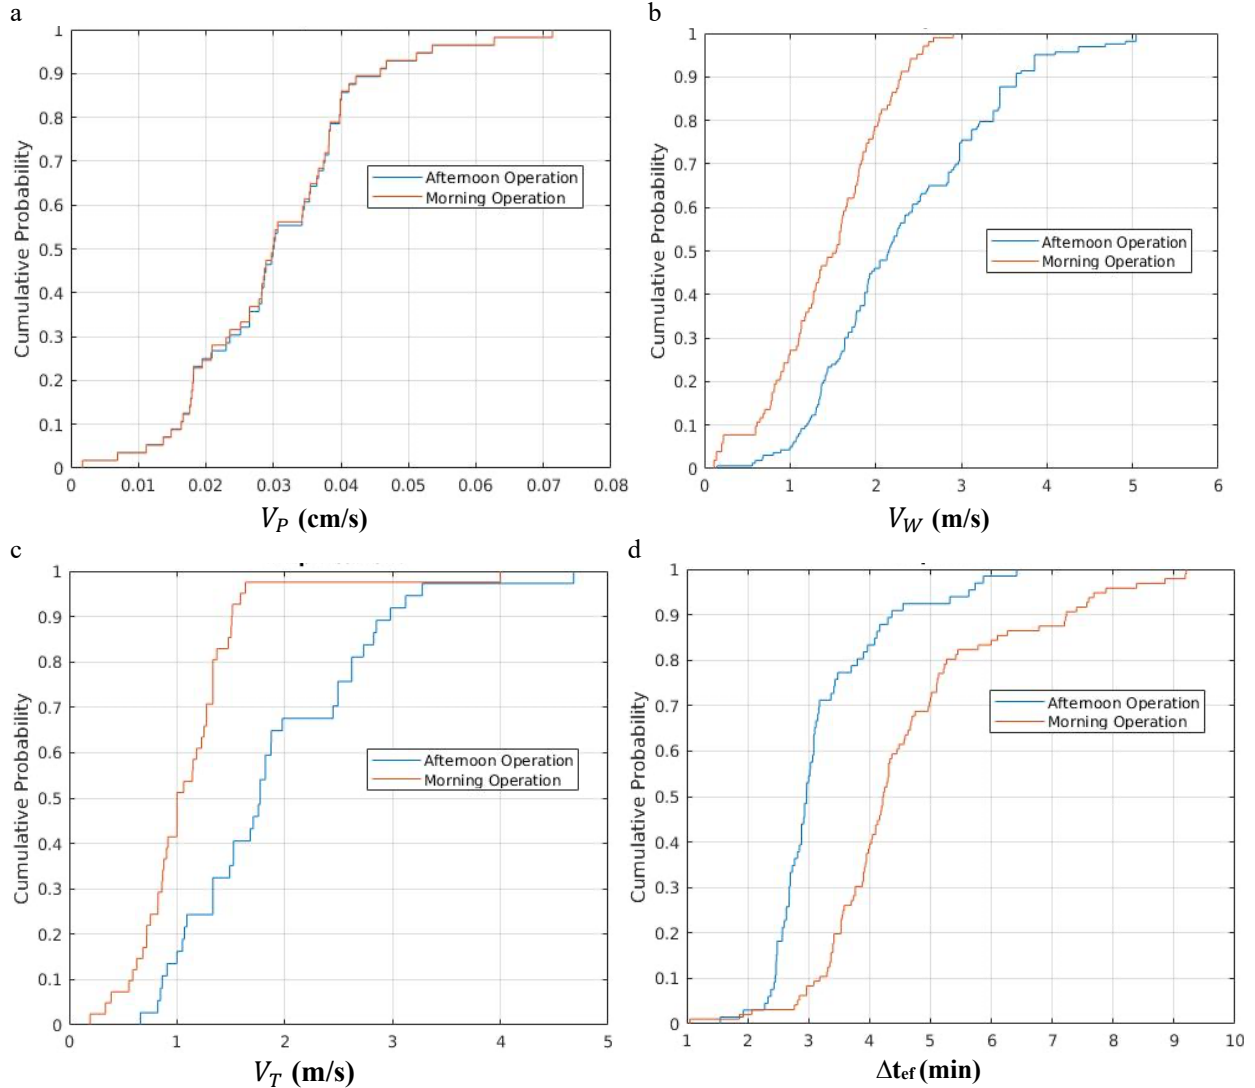 a
1
0.9
0.8
0.7
0.6
0.5
0.4
0.3
0.2
0.1
0
Cumulative Probability
Afternoon Operation
Morning Operation
0 0.01 0.02 0.03 0.04 0.05 0.06 0.07 0.08
V_P (cm/s)
b
1
0.9
0.8
0.7
0.6
0.5
0.4
0.3
0.2
0.1
0
Cumulative Probability
Afternoon Operation
Morning Operation
0 1 2 3 4 5 6
V_W (m/s)
c
1
0.9
0.8
0.7
0.6
0.5
0.4
0.3
0.2
0.1
0
Cumulative Probability
Afternoon Operation
Morning Operation
0 1 2 3 4 5
V_T (m/s)
d
1
0.9
0.8
0.7
0.6
0.5
0.4
0.3
0.2
0.1
0
Cumulative Probability
Afternoon Operation
Morning Operation
1 2 3 4 5 6 7 8 9 10
Δt_ef (min)